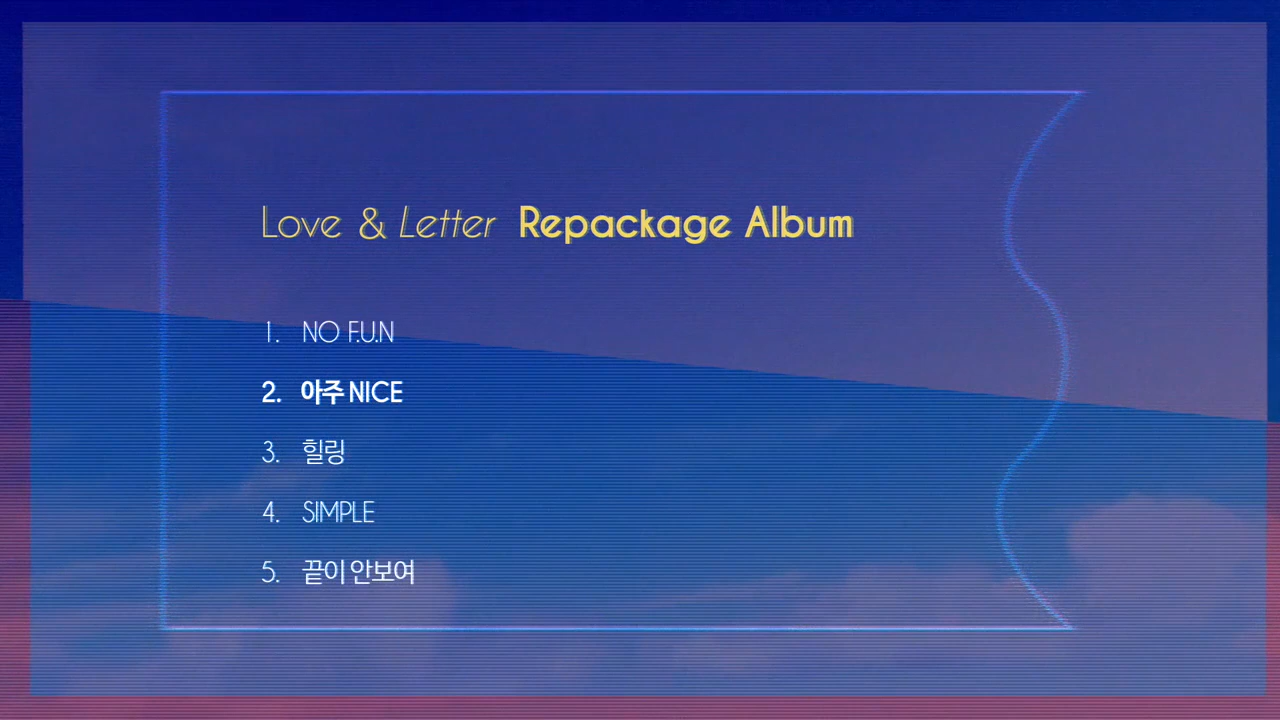 Love & Letter Repackage Album
1. NO F.U.N
2. 아주 NICE
3. 힐링
4. SIMPLE
5. 끝이 안보여